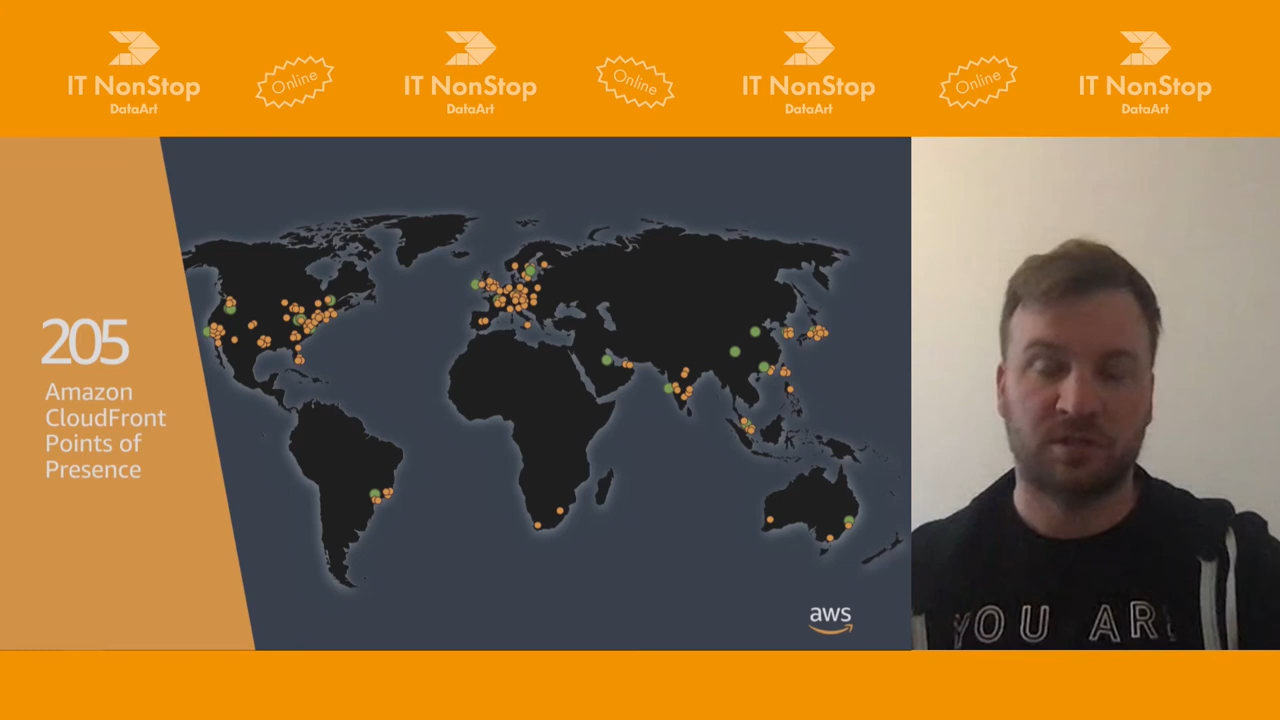 IT NonStop
DataArt
Online
IT NonStop
DataArt
Online
IT NonStop
DataArt
Online
IT NonStop
DataArt
205
Amazon
CloudFront
Points of
Presence
aws
YOU ARE